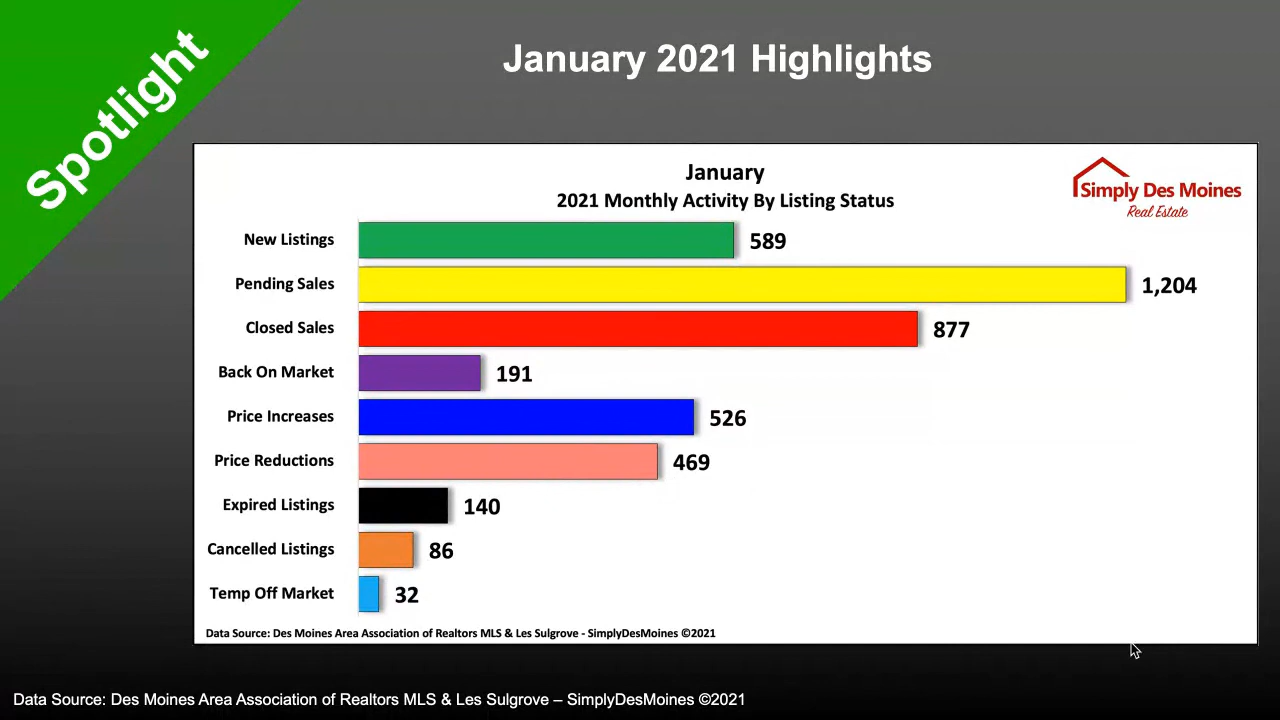 Spotlight
January 2021 Highlights
January
2021 Monthly Activity By Listing Status
Simply Des Moines
Real Estate
New Listings 589
Pending Sales 1,204
Closed Sales 877
Back On Market 191
Price Increases 526
Price Reductions 469
Expired Listings 140
Cancelled Listings 86
Temp Off Market 32
Data Source: Des Moines Area Association of Realtors MLS & Les Sulgrove - SimplyDesMoines ©2021
Data Source: Des Moines Area Association of Realtors MLS & Les Sulgrove – SimplyDesMoines ©2021